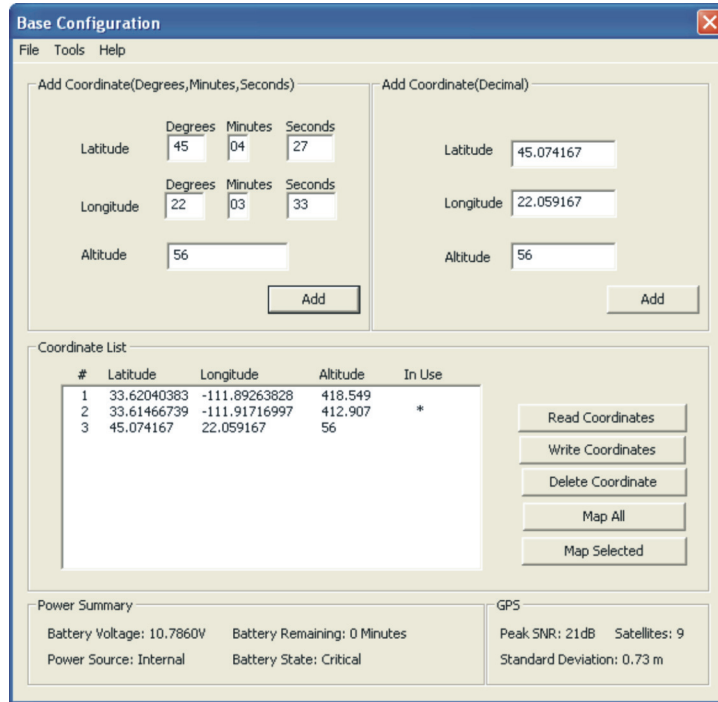 Base Configuration
File Tools Help
Add Coordinate(Degrees,Minutes,Seconds)
Degrees Minutes Seconds
Latitude 45 04 27
Degrees Minutes Seconds
Longitude 22 03 33
Altitude 56
Add
Add Coordinate(Decimal)
Latitude 45.074167
Longitude 22.059167
Altitude 56
Add
Coordinate List
# Latitude Longitude Altitude In Use
1 33.62040383 -111.89263828 418.549
2 33.61466739 -111.91716997 412.907 *
3 45.074167 22.059167 56
Read Coordinates
Write Coordinates
Delete Coordinate
Map All
Map Selected
Power Summary
Battery Voltage: 10.7860V Battery Remaining: 0 Minutes
Power Source: Internal Battery State: Critical
GPS
Peak SNR: 21dB Satellites: 9
Standard Deviation: 0.73 m